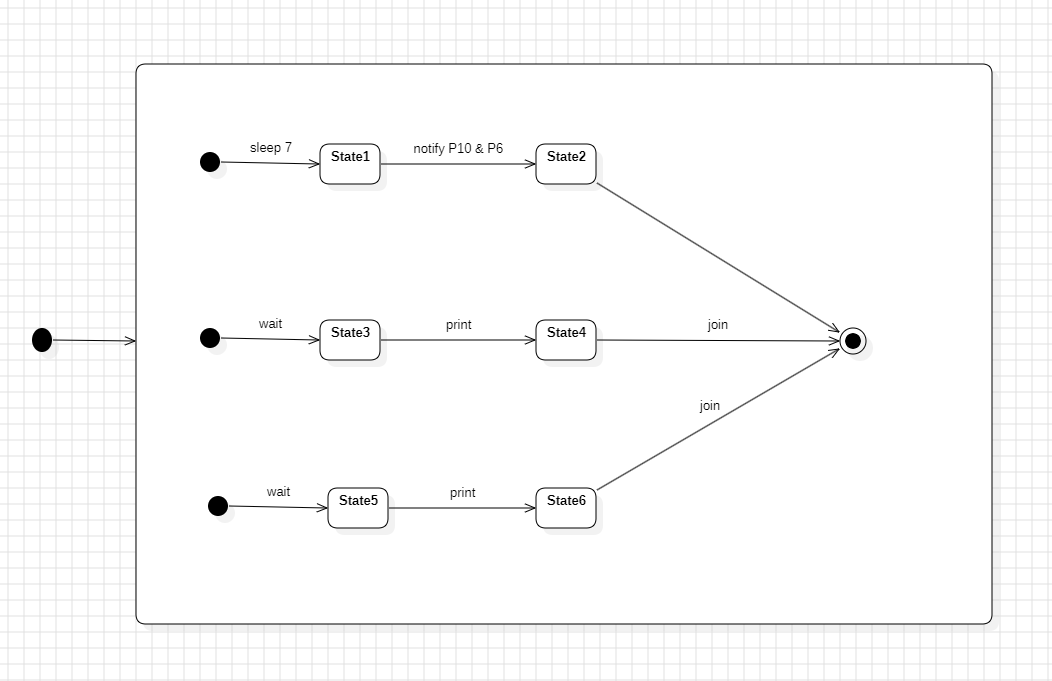 sleep 7
State1
notify P10 & P6
State2
wait
State3
print
State4
join
join
wait
State5
print
State6